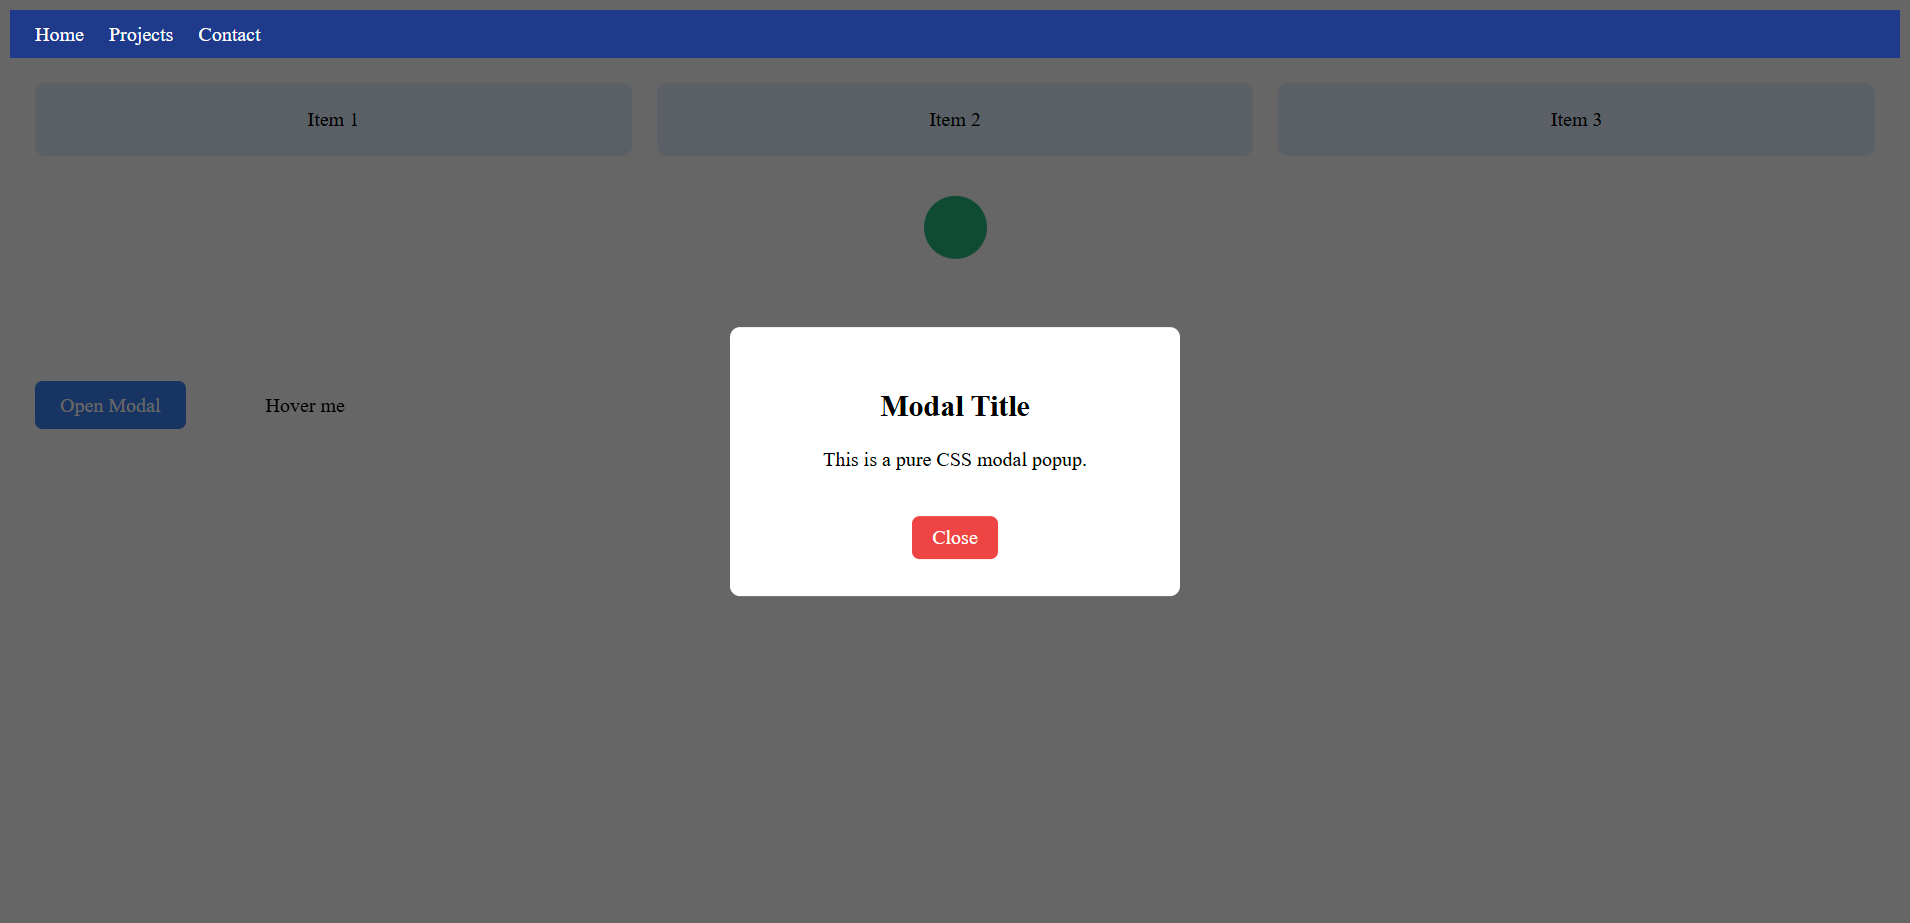 Home Projects Contact
Item 1 Item 2 Item 3
Open Modal Hover me
Modal Title
This is a pure CSS modal popup.
Close